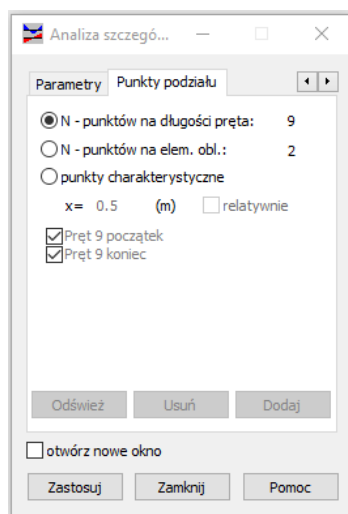 Analiza szczegó...
Parametry Punkty podziału
N - punktów na długości pręta: 9
N - punktów na elem. obl.: 2
punkty charakterystyczne
x= 0.5 (m) relatywnie
Pręt 9 początek
Pręt 9 koniec
Odśwież Usuń Dodaj
otwórz nowe okno
Zastosuj Zamknij Pomoc